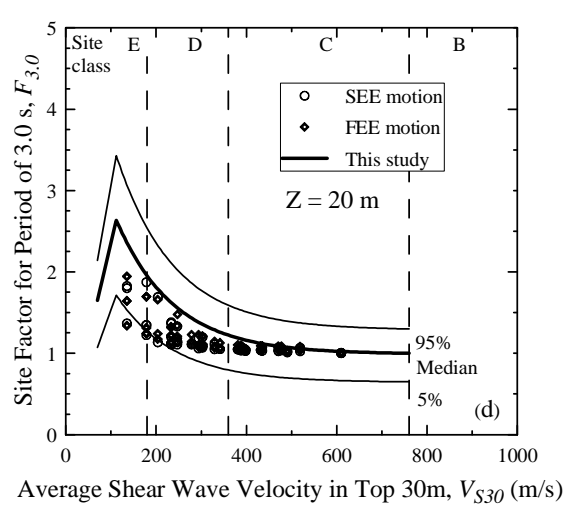 5
Site class
E
D
C
B
4
SEE motion
FEE motion
This study
3
Z = 20 m
2
1
95%
Median
5%
(d)
0
0 200 400 600 800 1000
Site Factor for Period of 3.0 s, F3.0
Average Shear Wave Velocity in Top 30m, VS30 (m/s)